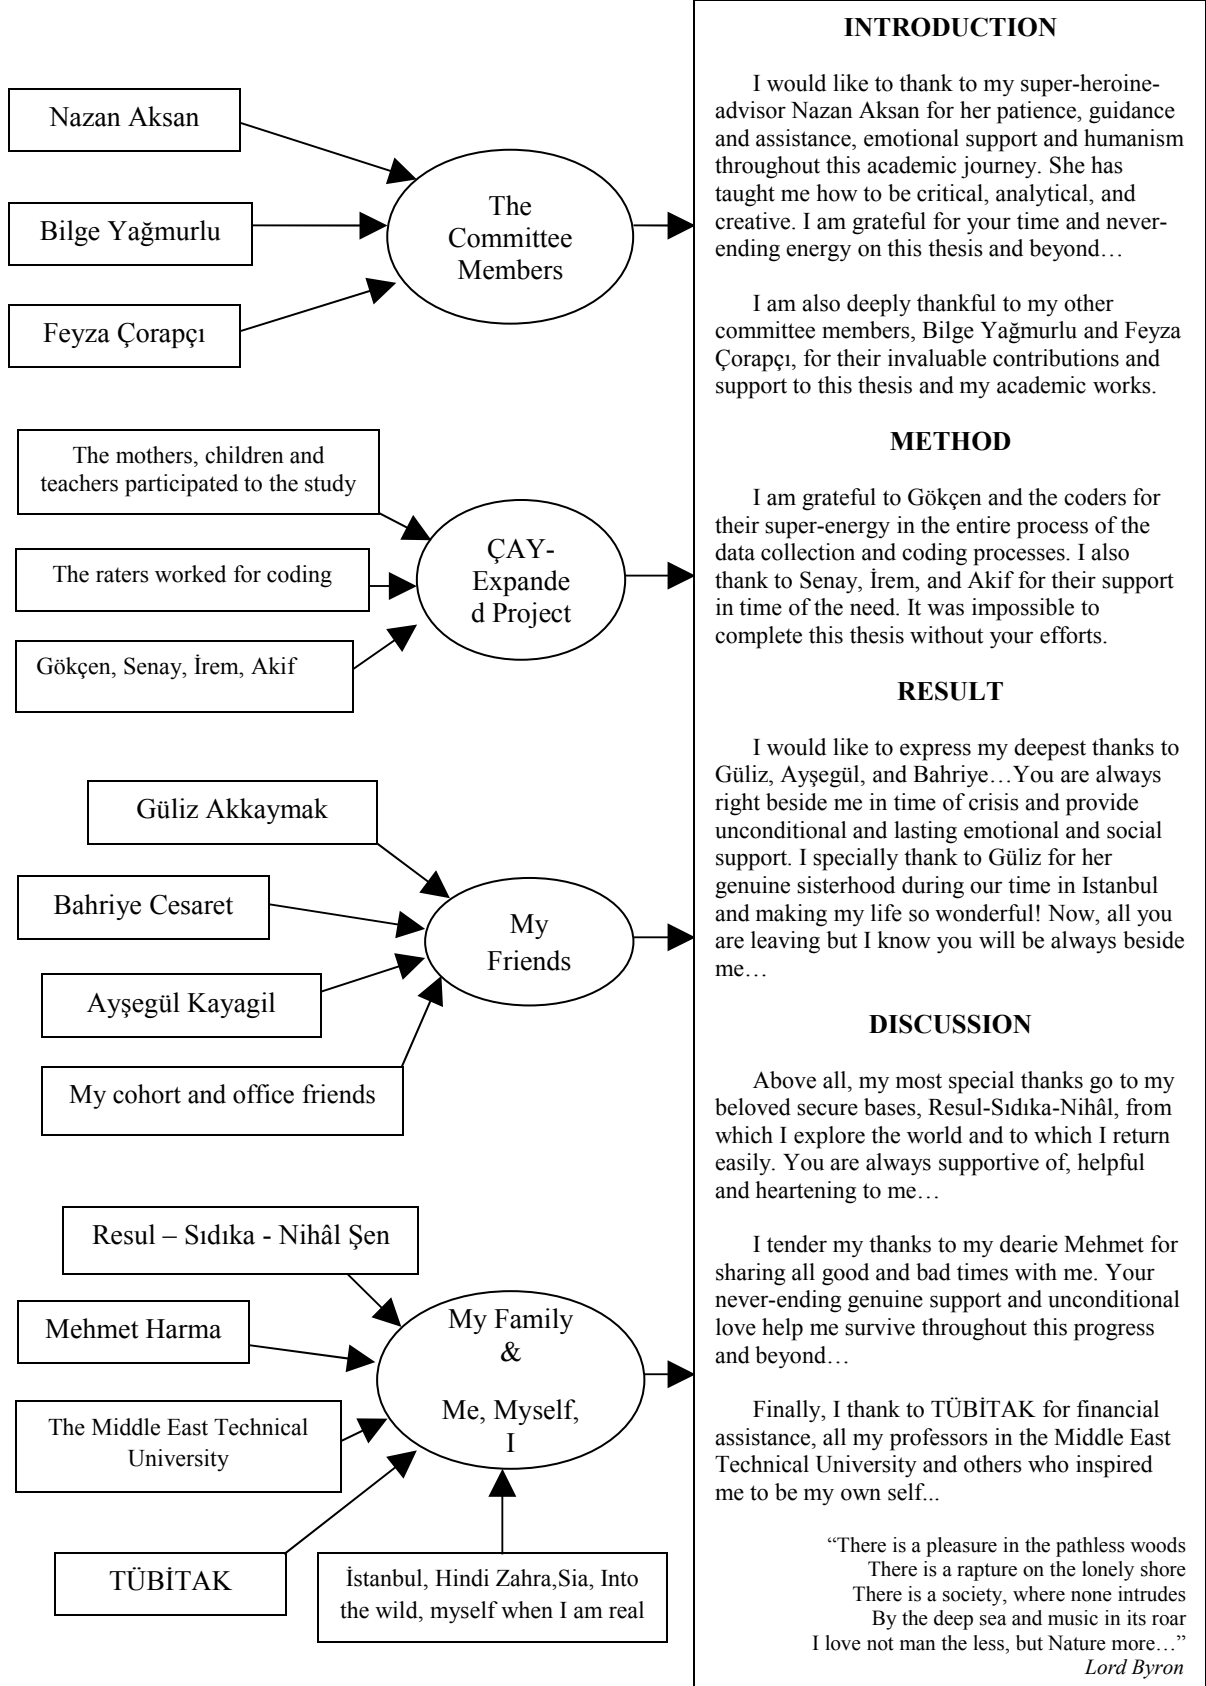 Nazan Aksan
Bilge Yağmurlu
Feyza Çorapçı
The
Committee
Members
The mothers, children and
teachers participated to the study
The raters worked for coding
Gökçen, Senay, İrem, Akif
ÇAY-
Expande
d Project
Güliz Akkaymak
Bahriye Cesaret
Ayşegül Kayagil
My cohort and office friends
My
Friends
Resul – Sıdıka - Nihâl Şen
Mehmet Harma
The Middle East Technical
University
TÜBİTAK
İstanbul, Hindi Zahra,Sia, Into
the wild, myself when I am real
My Family
&
Me, Myself,
I
INTRODUCTION
I would like to thank to my super-heroine-
advisor Nazan Aksan for her patience, guidance
and assistance, emotional support and humanism
throughout this academic journey. She has
taught me how to be critical, analytical, and
creative. I am grateful for your time and never-
ending energy on this thesis and beyond…
I am also deeply thankful to my other
committee members, Bilge Yağmurlu and Feyza
Çorapçı, for their invaluable contributions and
support to this thesis and my academic works.
METHOD
I am grateful to Gökçen and the coders for
their super-energy in the entire process of the
data collection and coding processes. I also
thank to Senay, İrem, and Akif for their support
in time of the need. It was impossible to
complete this thesis without your efforts.
RESULT
I would like to express my deepest thanks to
Güliz, Ayşegül, and Bahriye…You are always
right beside me in time of crisis and provide
unconditional and lasting emotional and social
support. I specially thank to Güliz for her
genuine sisterhood during our time in Istanbul
and making my life so wonderful! Now, all you
are leaving but I know you will be always beside
me…
DISCUSSION
Above all, my most special thanks go to my
beloved secure bases, Resul-Sıdıka-Nihâl, from
which I explore the world and to which I return
easily. You are always supportive of, helpful
and heartening to me…
I tender my thanks to my dearie Mehmet for
sharing all good and bad times with me. Your
never-ending genuine support and unconditional
love help me survive throughout this progress
and beyond…
Finally, I thank to TÜBİTAK for financial
assistance, all my professors in the Middle East
Technical University and others who inspired
me to be my own self...
“There is a pleasure in the pathless woods
There is a rapture on the lonely shore
There is a society, where none intrudes
By the deep sea and music in its roar
I love not man the less, but Nature more…”
Lord Byron